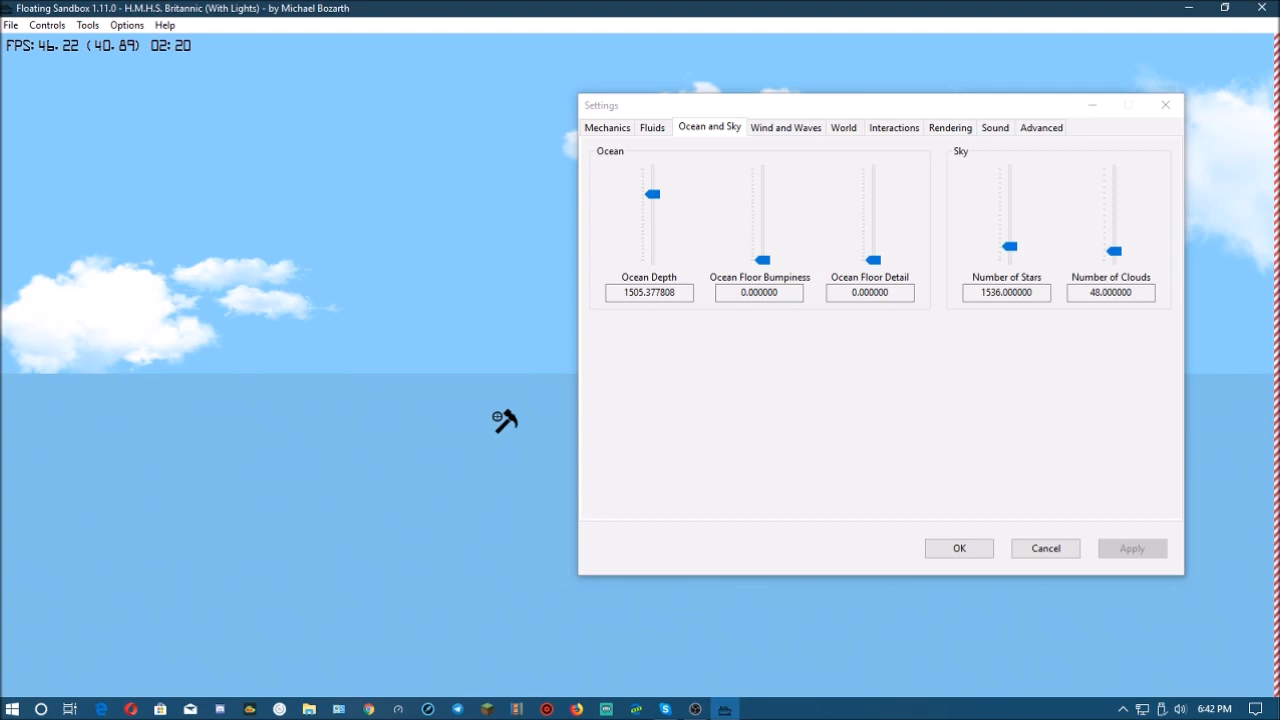 Floating Sandbox 1.11.0 - H.M.H.S. Britannic (With Lights) - by Michael Bozarth
File Controls Tools Options Help
FPS: 46.22 (40.89) 02:20
Settings
Mechanics Fluids Ocean and Sky Wind and Waves World Interactions Rendering Sound Advanced
Ocean Sky
Ocean Depth Ocean Floor Bumpiness Ocean Floor Detail Number of Stars Number of Clouds
1505.377808 0.000000 0.000000 1536.000000 48.000000
OK Cancel Apply
6:42 PM